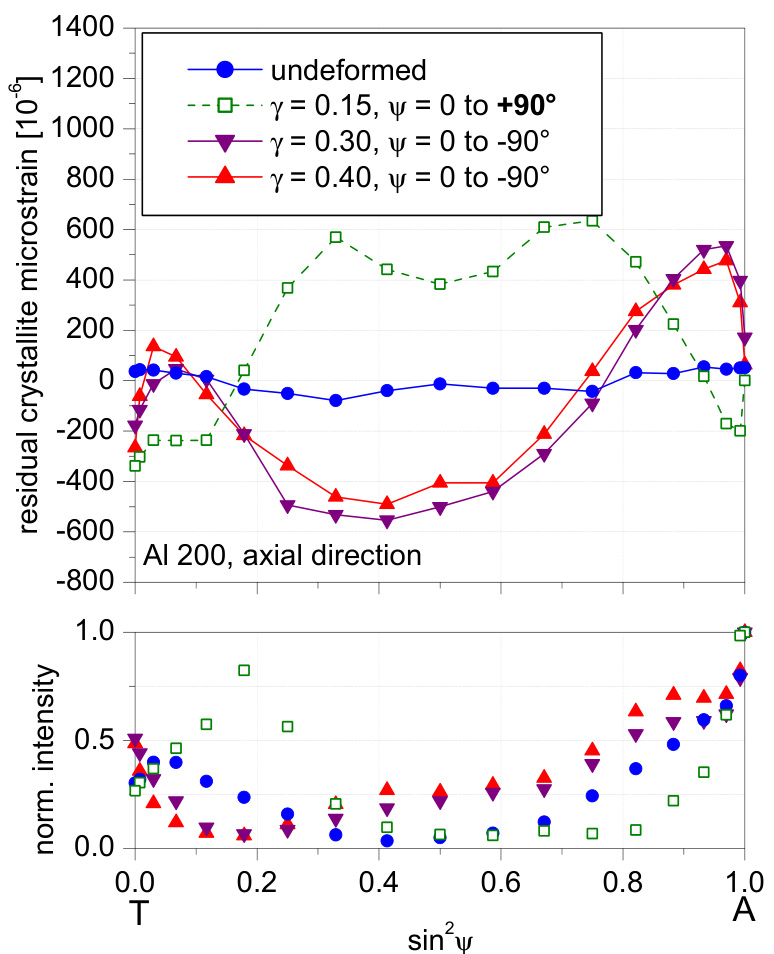 1400
1200
1000
800
600
400
200
0
-200
-400
-600
-800
residual crystallite microstrain [10⁻⁶]
undeformed
γ = 0.15, ψ = 0 to +90°
γ = 0.30, ψ = 0 to -90°
γ = 0.40, ψ = 0 to -90°
Al 200, axial direction
1.0
0.5
0.0
norm. intensity
0.0 0.2 0.4 0.6 0.8 1.0
T A
sin²ψ